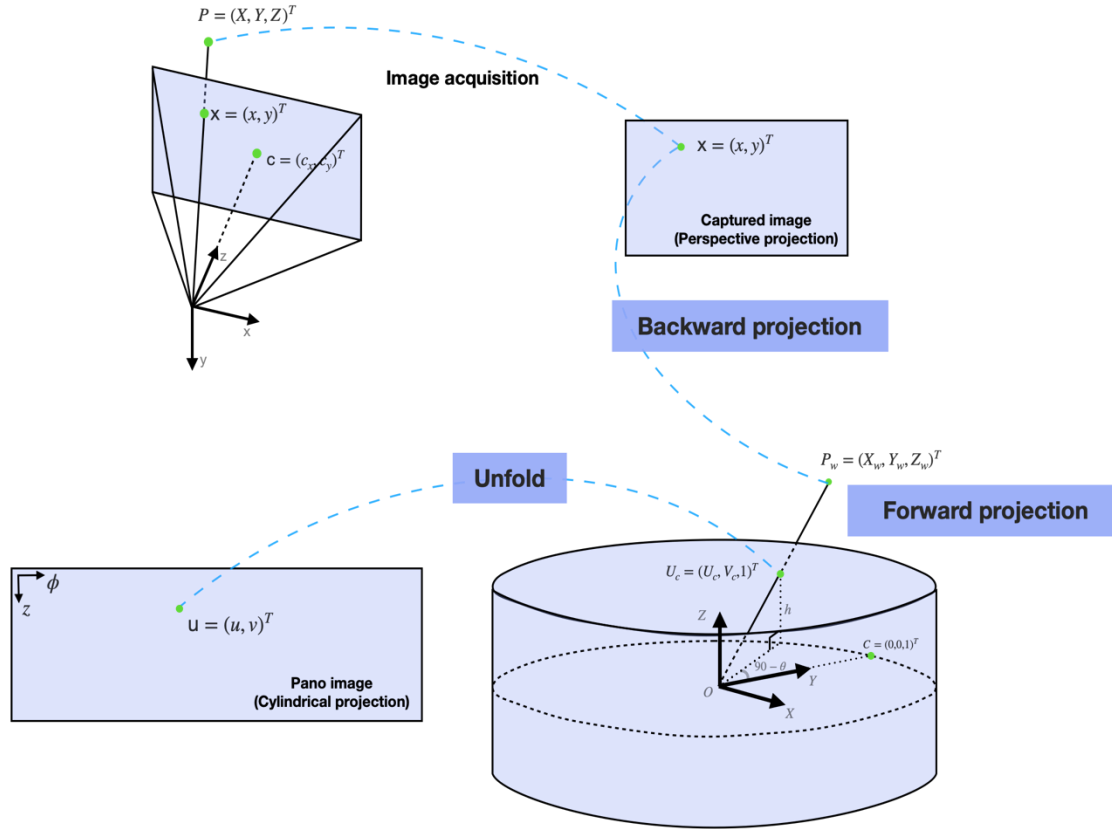 P = (X, Y, Z)^T
Image acquisition
x = (x, y)^T
c = (c_x, c_y)^T
z
x
y
x = (x, y)^T
Captured image
(Perspective projection)
Backward projection
P_w = (X_w, Y_w, Z_w)^T
Unfold
Forward projection
ϕ
z
u = (u, v)^T
Pano image
(Cylindrical projection)
U_c = (U_c, V_c, 1)^T
h
Z
C = (0,0,1)^T
90 − θ
O
Y
X